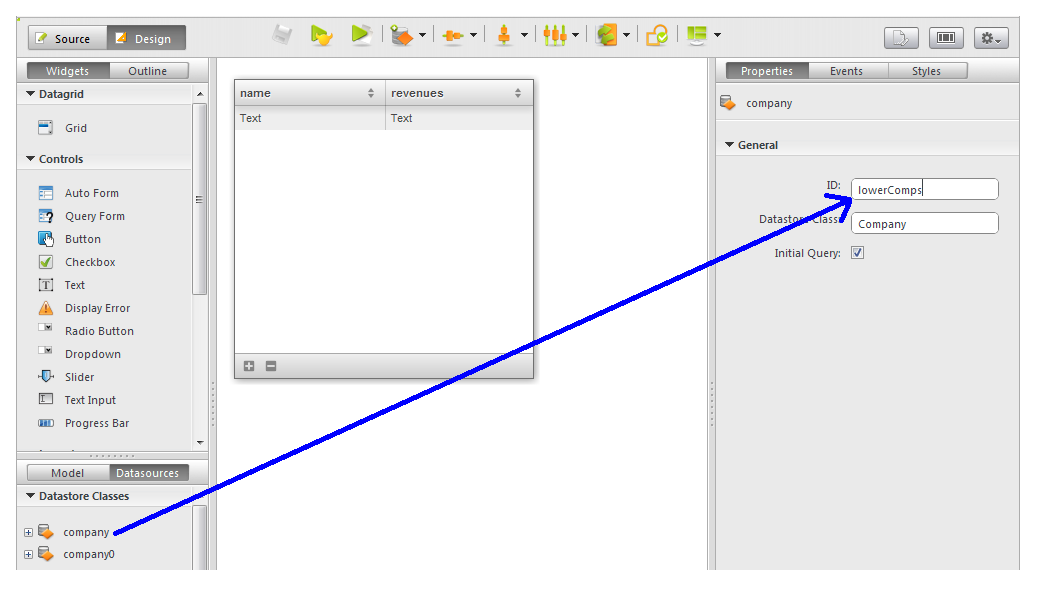 Source Design
Widgets Outline
Datagrid
Grid
Controls
Auto Form
Query Form
Button
Checkbox
Text
Display Error
Radio Button
Dropdown
Slider
Text Input
Progress Bar
Model Datasources
Datastore Classes
company
company0
name revenues
Text Text
Properties Events Styles
company
General
ID: lowerComps
Datastore Class: Company
Initial Query: